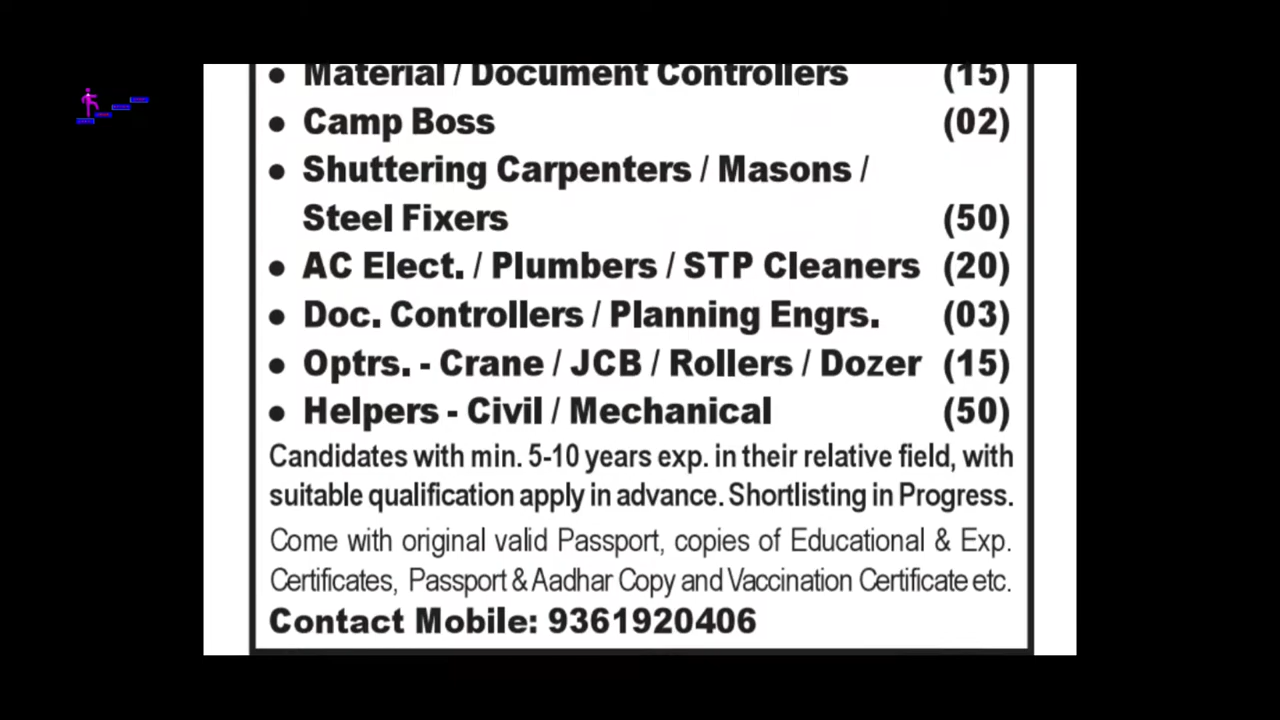 • Material / Document Controllers (15)
• Camp Boss (02)
• Shuttering Carpenters / Masons /
Steel Fixers (50)
• AC Elect. / Plumbers / STP Cleaners (20)
• Doc. Controllers / Planning Engrs. (03)
• Optrs. - Crane / JCB / Rollers / Dozer (15)
• Helpers - Civil / Mechanical (50)
Candidates with min. 5-10 years exp. in their relative field, with
suitable qualification apply in advance. Shortlisting in Progress.
Come with original valid Passport, copies of Educational & Exp.
Certificates, Passport & Aadhar Copy and Vaccination Certificate etc.
Contact Mobile: 9361920406